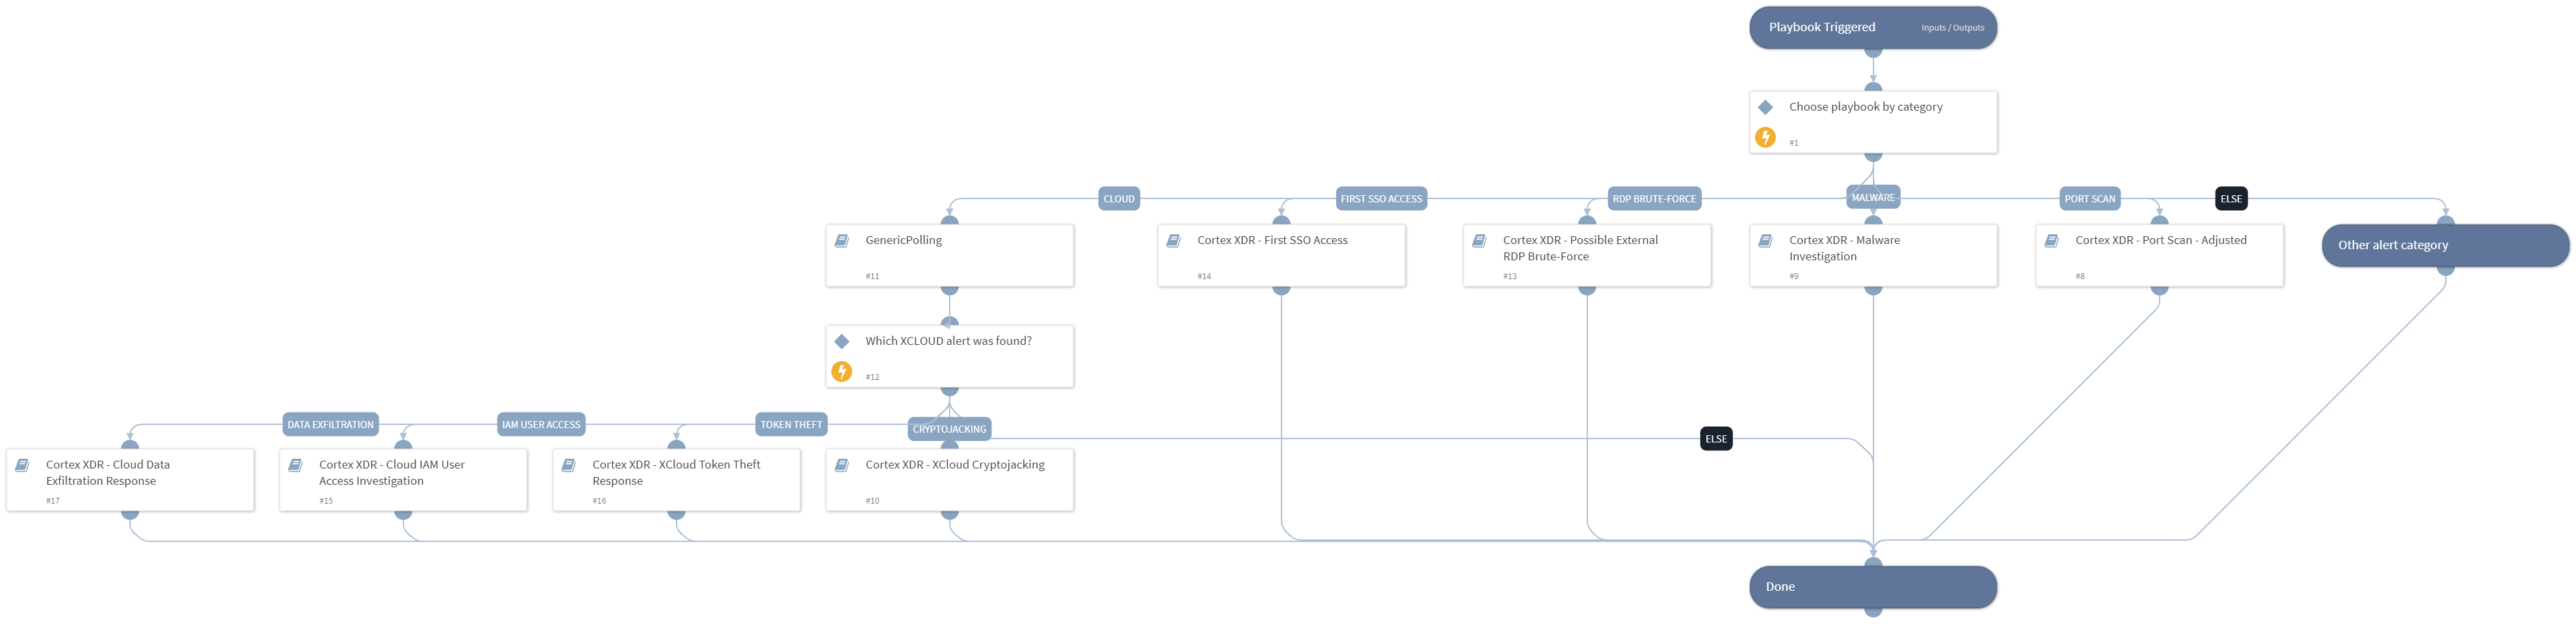 Playbook Triggered
Inputs / Outputs
Choose playbook by category
#1
CLOUD
FIRST SSO ACCESS
RDP BRUTE-FORCE
MALWARE
PORT SCAN
ELSE
GenericPolling
#11
Cortex XDR - First SSO Access
#14
Cortex XDR - Possible External
RDP Brute-Force
#13
Cortex XDR - Malware
Investigation
#9
Cortex XDR - Port Scan - Adjusted
#8
Other alert category
Which XCLOUD alert was found?
#12
DATA EXFILTRATION
IAM USER ACCESS
TOKEN THEFT
CRYPTOJACKING
ELSE
Cortex XDR - Cloud Data
Exfiltration Response
#17
Cortex XDR - Cloud IAM User
Access Investigation
#15
Cortex XDR - XCloud Token Theft
Response
#16
Cortex XDR - XCloud Cryptojacking
#10
Done